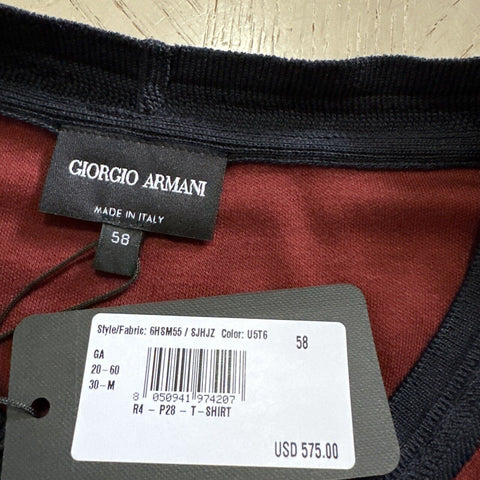 GIORGIO ARMANI
MADE IN ITALY
58
Style/Fabric: 6HSM55 / SJHJZ Color: U5T6
58
GA
20-60
30-M
8 050941 974207
R4 - P28 - T-SHIRT
USD 575.00